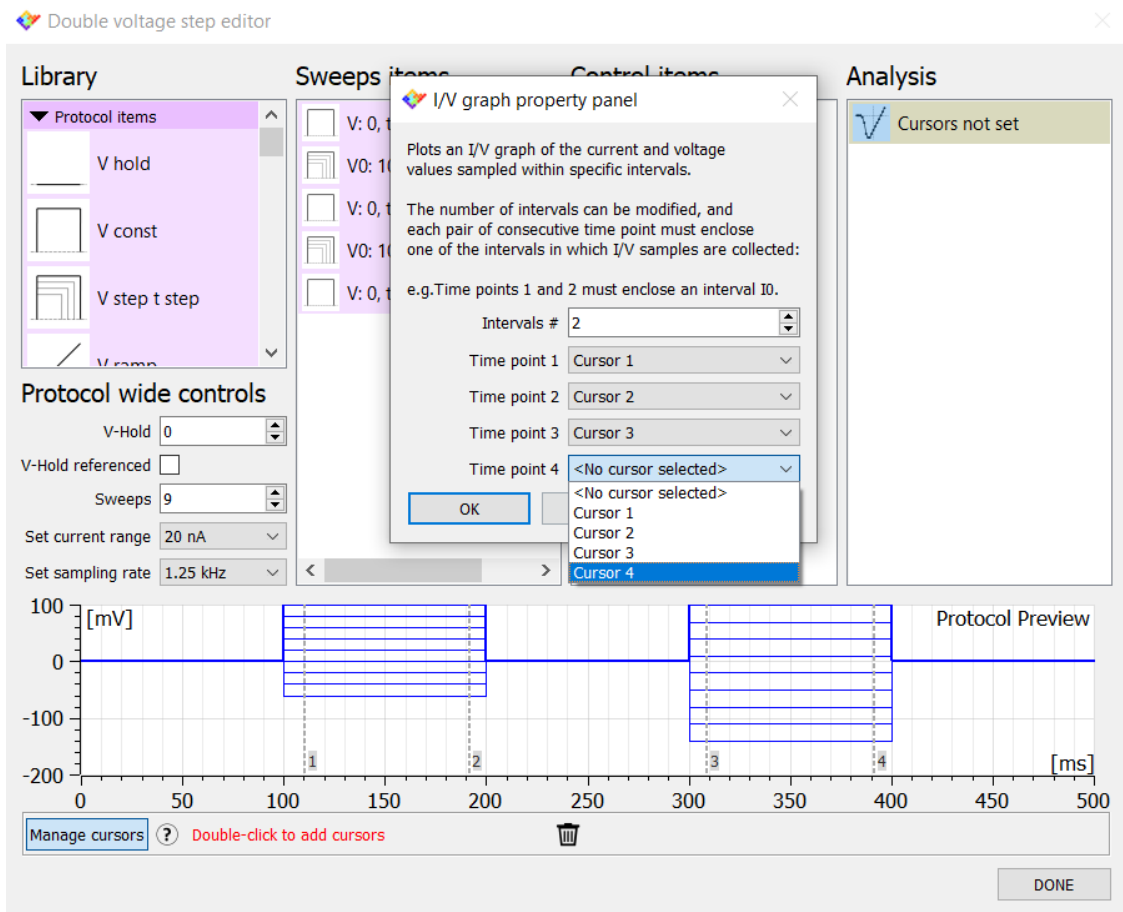 Double voltage step editor
Library
Protocol items
V hold
V const
V step t step
V ramp
Protocol wide controls
V-Hold 0
V-Hold referenced
Sweeps 9
Set current range 20 nA
Set sampling rate 1.25 kHz
Sweeps items
V: 0, t
V0: 10
V: 0, t
V0: 10
V: 0, t
Control items
Analysis
Cursors not set
I/V graph property panel
Plots an I/V graph of the current and voltage
values sampled within specific intervals.
The number of intervals can be modified, and
each pair of consecutive time point must enclose
one of the intervals in which I/V samples are collected:
e.g.Time points 1 and 2 must enclose an interval I0.
Intervals # 2
Time point 1 Cursor 1
Time point 2 Cursor 2
Time point 3 Cursor 3
Time point 4 <No cursor selected>
<No cursor selected>
Cursor 1
Cursor 2
Cursor 3
Cursor 4
OK
100
0
-100
-200
[mV]
Protocol Preview
1
2
3
4
[ms]
0 50 100 150 200 250 300 350 400 450 500
Manage cursors ? Double-click to add cursors
DONE